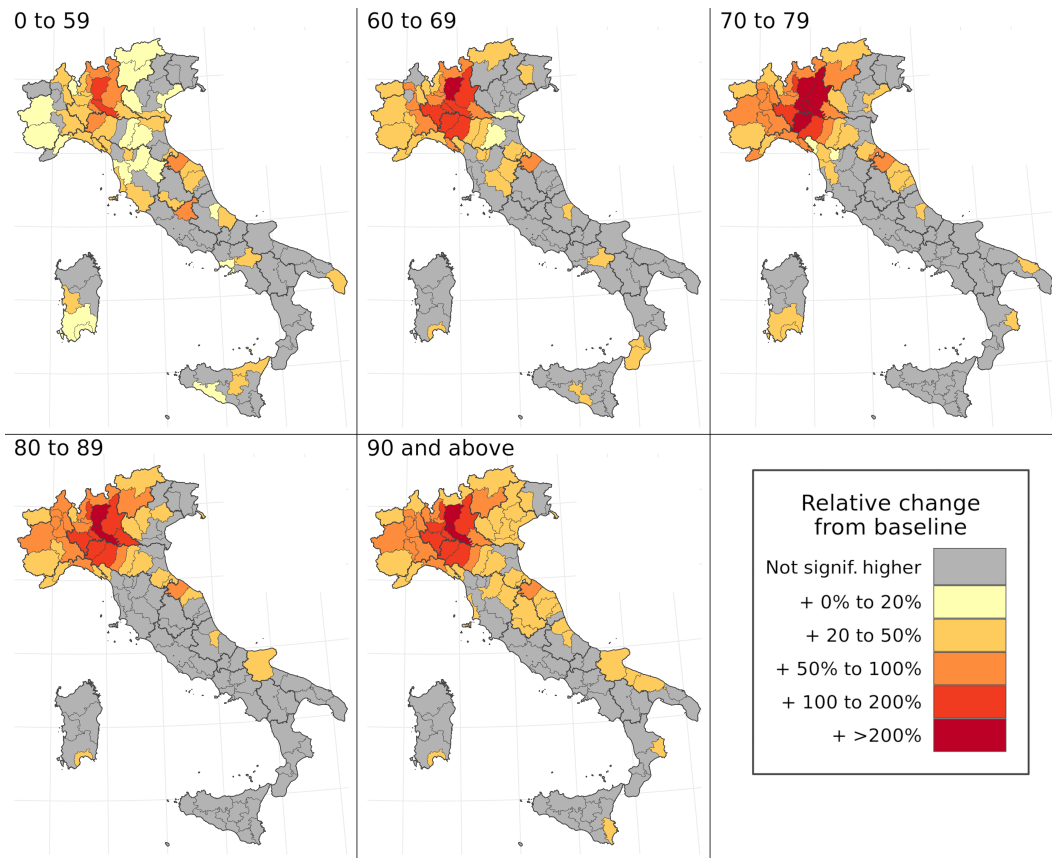 0 to 59
60 to 69
70 to 79
80 to 89
90 and above
Relative change
from baseline
Not signif. higher
+ 0% to 20%
+ 20 to 50%
+ 50% to 100%
+ 100 to 200%
+ >200%